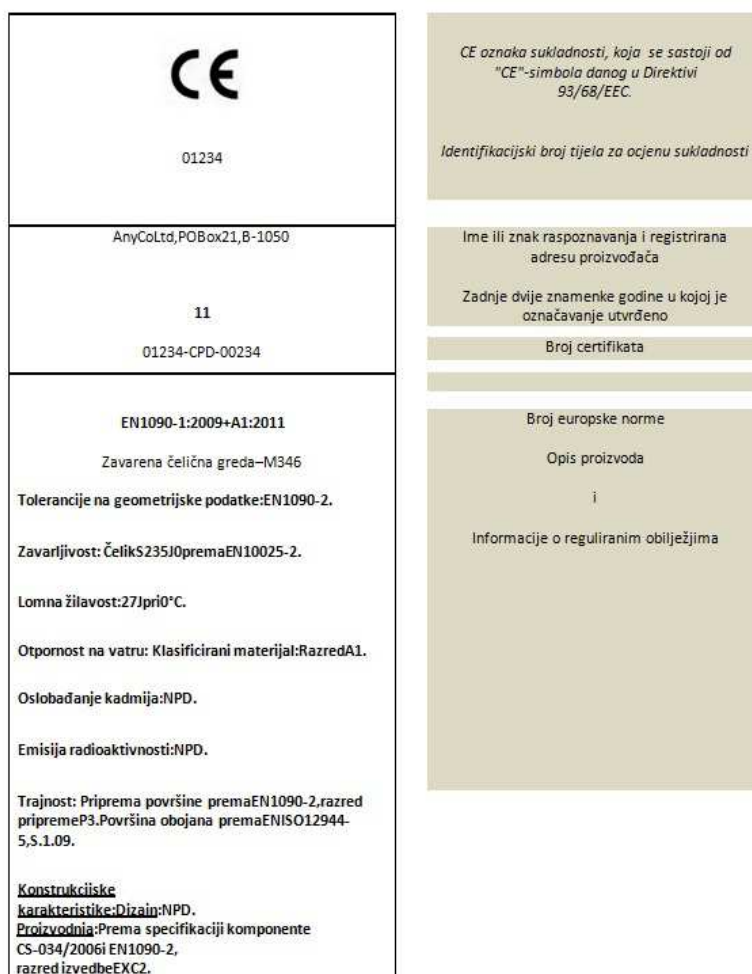 CE
01234
AnyCoLtd,POBox21,B-1050
11
01234-CPD-00234
EN1090-1:2009+A1:2011
Zavarena čelična greda–M346
Tolerancije na geometrijske podatke:EN1090-2.
Zavarljivost: ČelikS235J0premaEN10025-2.
Lomna žilavost:27Jpri0°C.
Otpornost na vatru: Klasificirani materijal:RazredA1.
Oslobađanje kadmija:NPD.
Emisija radioaktivnosti:NPD.
Trajnost: Priprema površine premaEN1090-2,razred
pripremeP3.Površina obojana premaENISO12944-
5,S.1.09.
Konstrukcijske
karakteristike:Dizajn:NPD.
Proizvodnja:Prema specifikaciji komponente
CS-034/2006i EN1090-2,
razred izvedbeEXC2.
CE oznaka sukladnosti, koja se sastoji od
"CE"-simbola danog u Direktivi
93/68/EEC.
Identifikacijski broj tijela za ocjenu sukladnosti
Ime ili znak raspoznavanja i registrirana
adresu proizvođača
Zadnje dvije znamenke godine u kojoj je
označavanje utvrđeno
Broj certifikata
Broj europske norme
Opis proizvoda
i
Informacije o reguliranim obilježjima